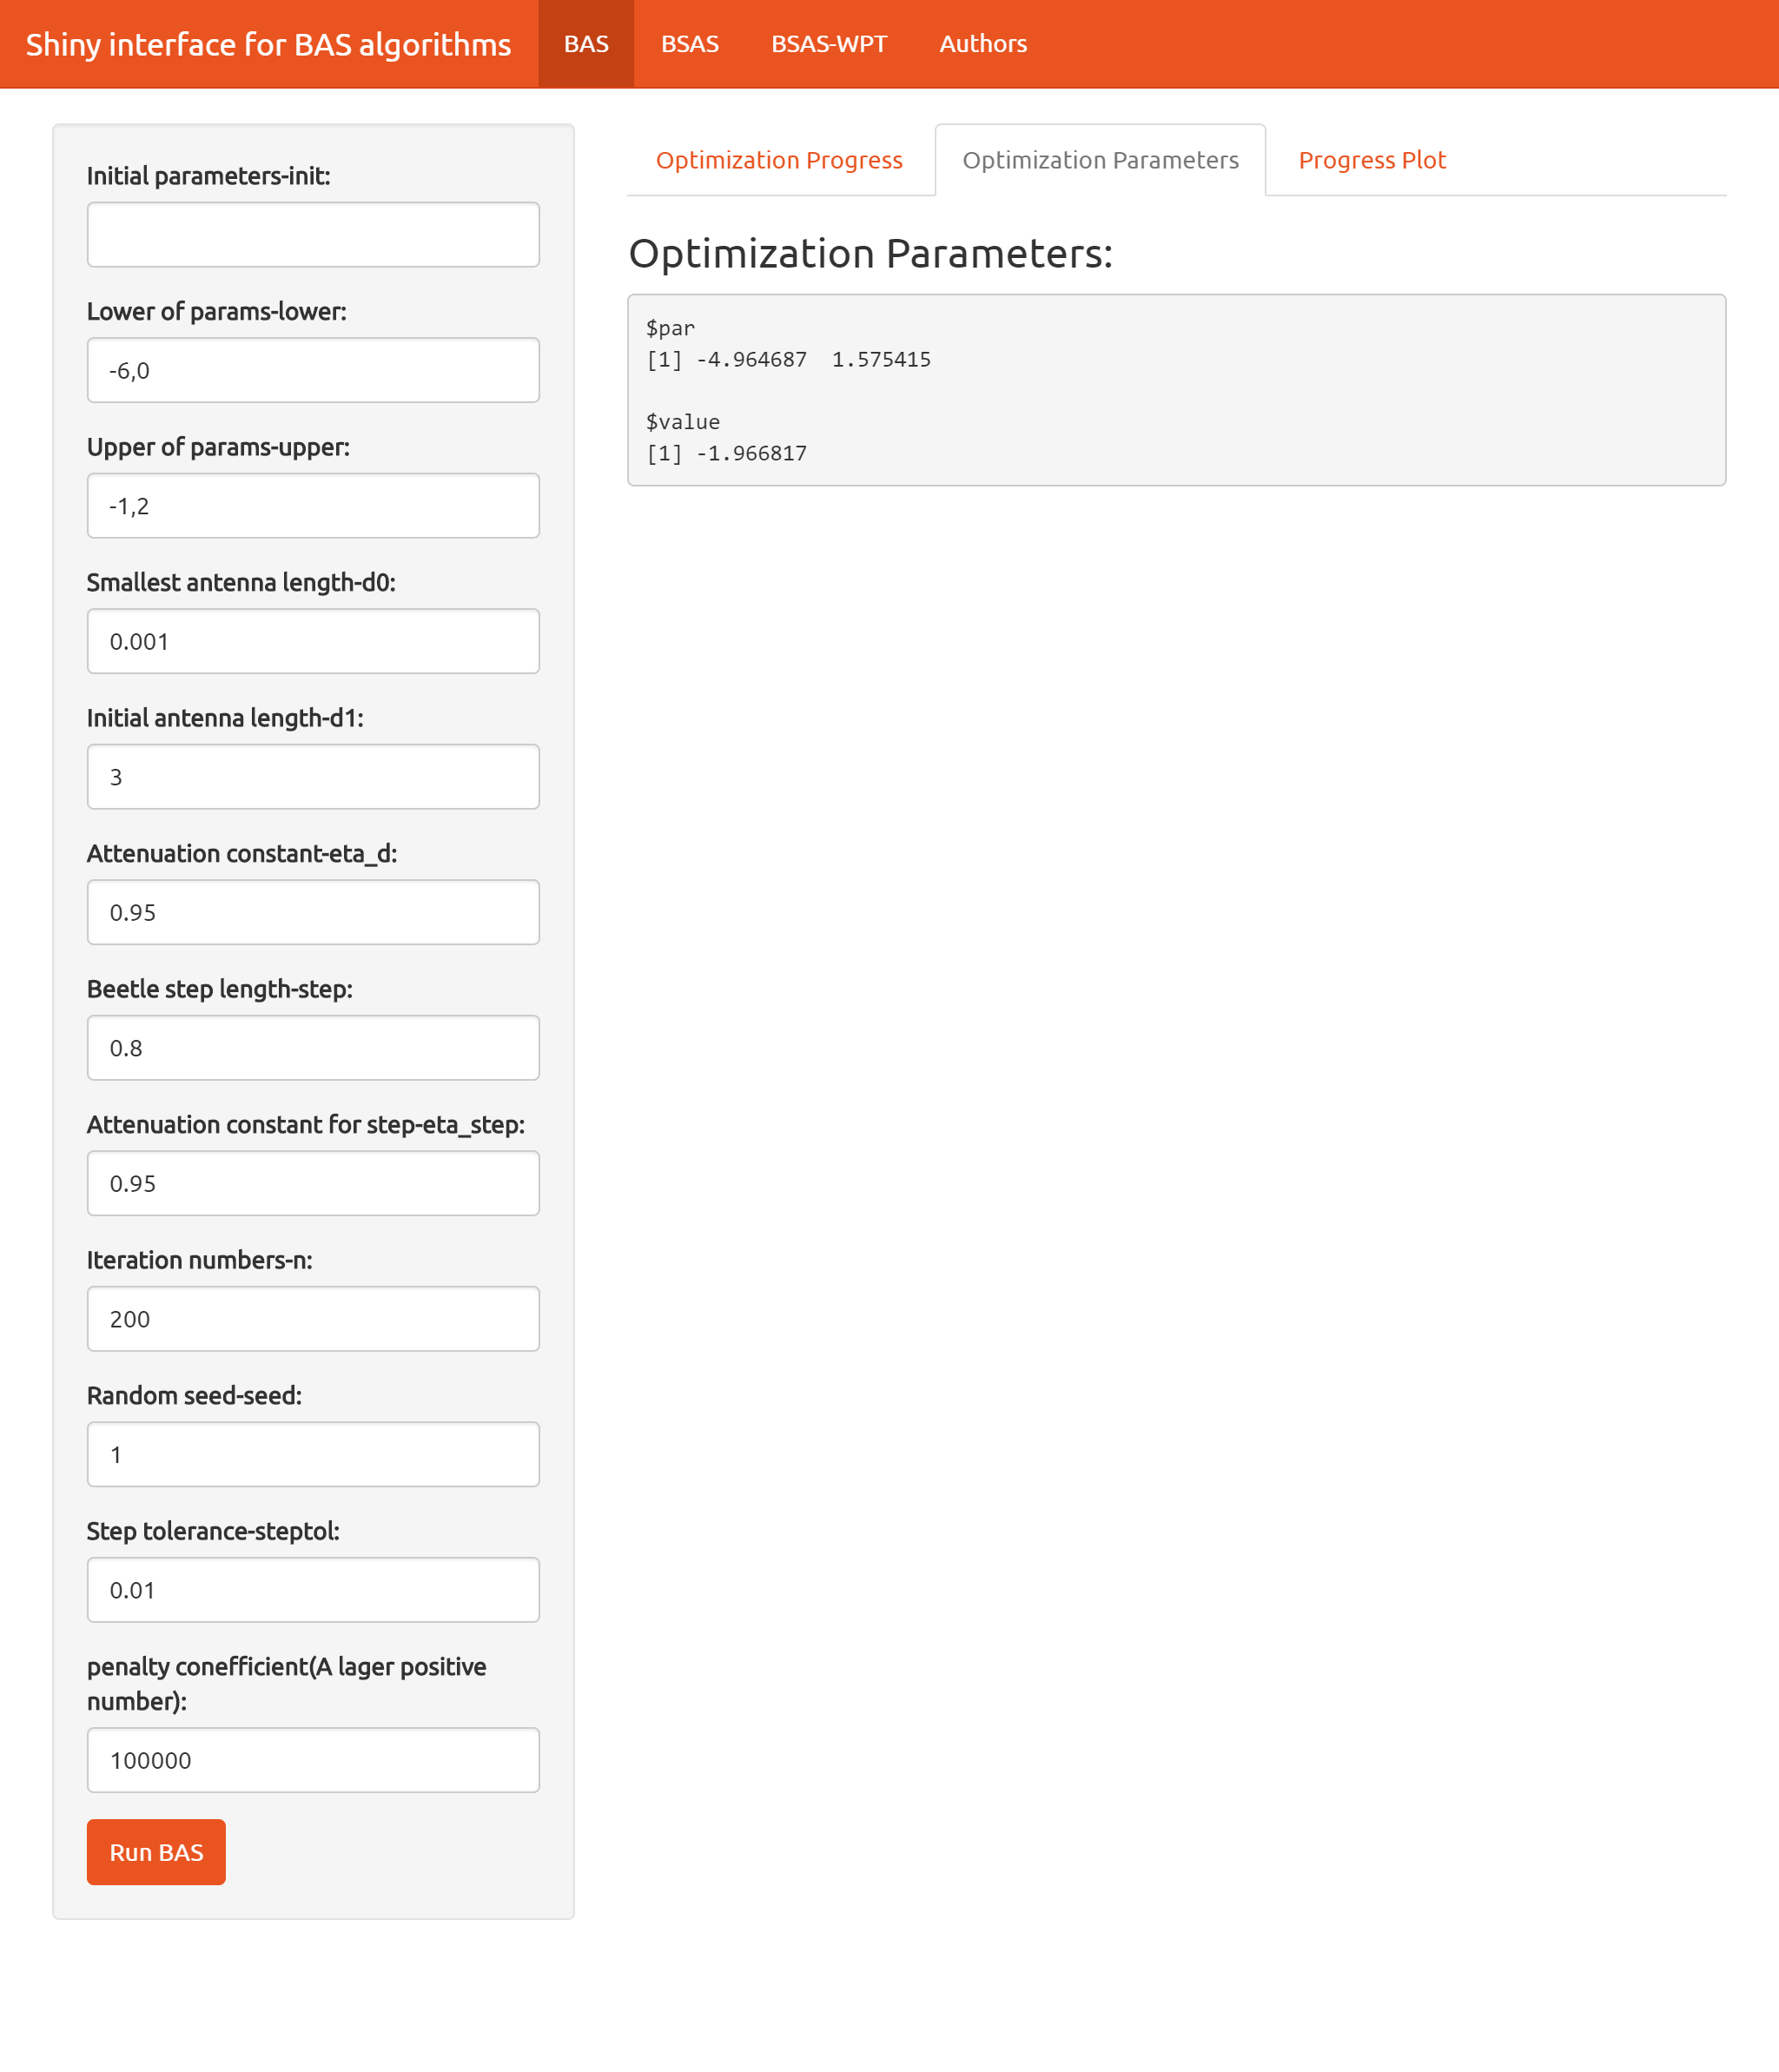 Shiny interface for BAS algorithms BAS BSAS BSAS-WPT Authors
Initial parameters-init:
Lower of params-lower:
-6,0
Upper of params-upper:
-1,2
Smallest antenna length-d0:
0.001
Initial antenna length-d1:
3
Attenuation constant-eta_d:
0.95
Beetle step length-step:
0.8
Attenuation constant for step-eta_step:
0.95
Iteration numbers-n:
200
Random seed-seed:
1
Step tolerance-steptol:
0.01
penalty conefficient(A lager positive
number):
100000
Run BAS
Optimization Progress Optimization Parameters Progress Plot
Optimization Parameters:
$par
[1] -4.964687  1.575415
$value
[1] -1.966817